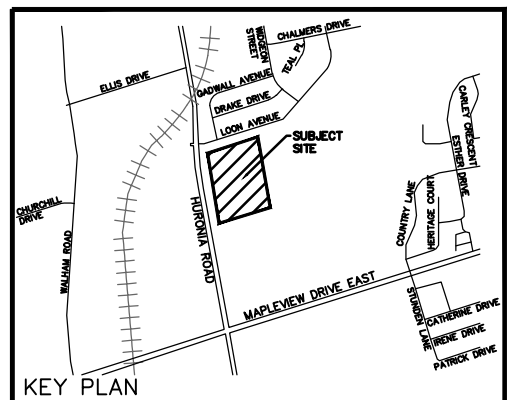 WIDGEON
STREET
CHALMERS DRIVE
TEAL PL.
ELLIS DRIVE
GADWALL AVENUE
DRAKE DRIVE
LOON AVENUE
SUBJECT
SITE
CARLEY CRESCENT
ESTHER DRIVE
CHURCHILL
DRIVE
WALHAM ROAD
HURONIA ROAD
COUNTRY LANE
HERITAGE COURT
MAPLEVIEW DRIVE EAST
STUNDEN LANE
CATHERINE DRIVE
IRENE DRIVE
PATRICK DRIVE
KEY PLAN